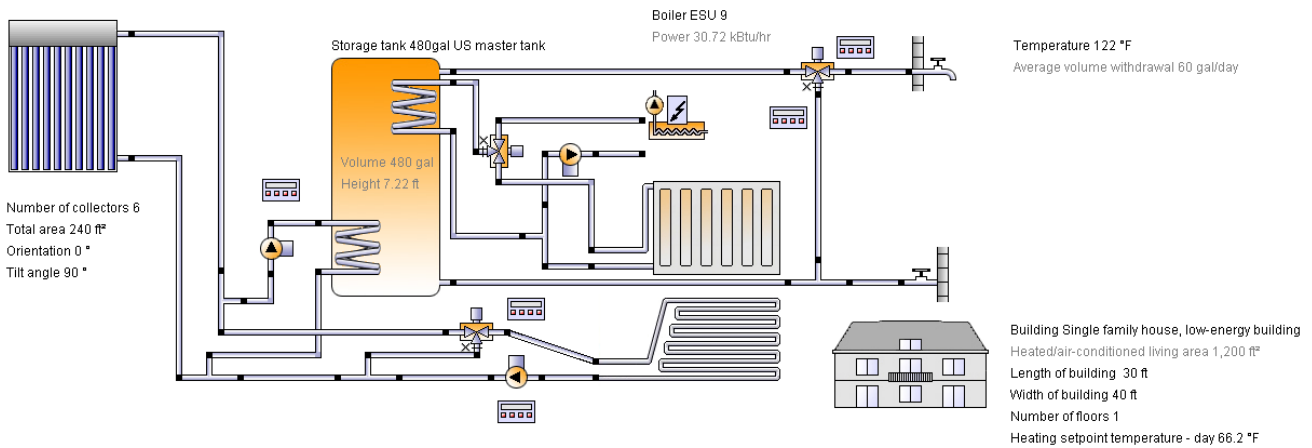 Boiler ESU 9
Power 30.72 kBtu/hr
Storage tank 480gal US master tank
Temperature 122 °F
Average volume withdrawal 60 gal/day
Volume 480 gal
Height 7.22 ft
Number of collectors 6
Total area 240 ft²
Orientation 0 °
Tilt angle 90 °
Building Single family house, low-energy building
Heated/air-conditioned living area 1,200 ft²
Length of building 30 ft
Width of building 40 ft
Number of floors 1
Heating setpoint temperature - day 66.2 °F